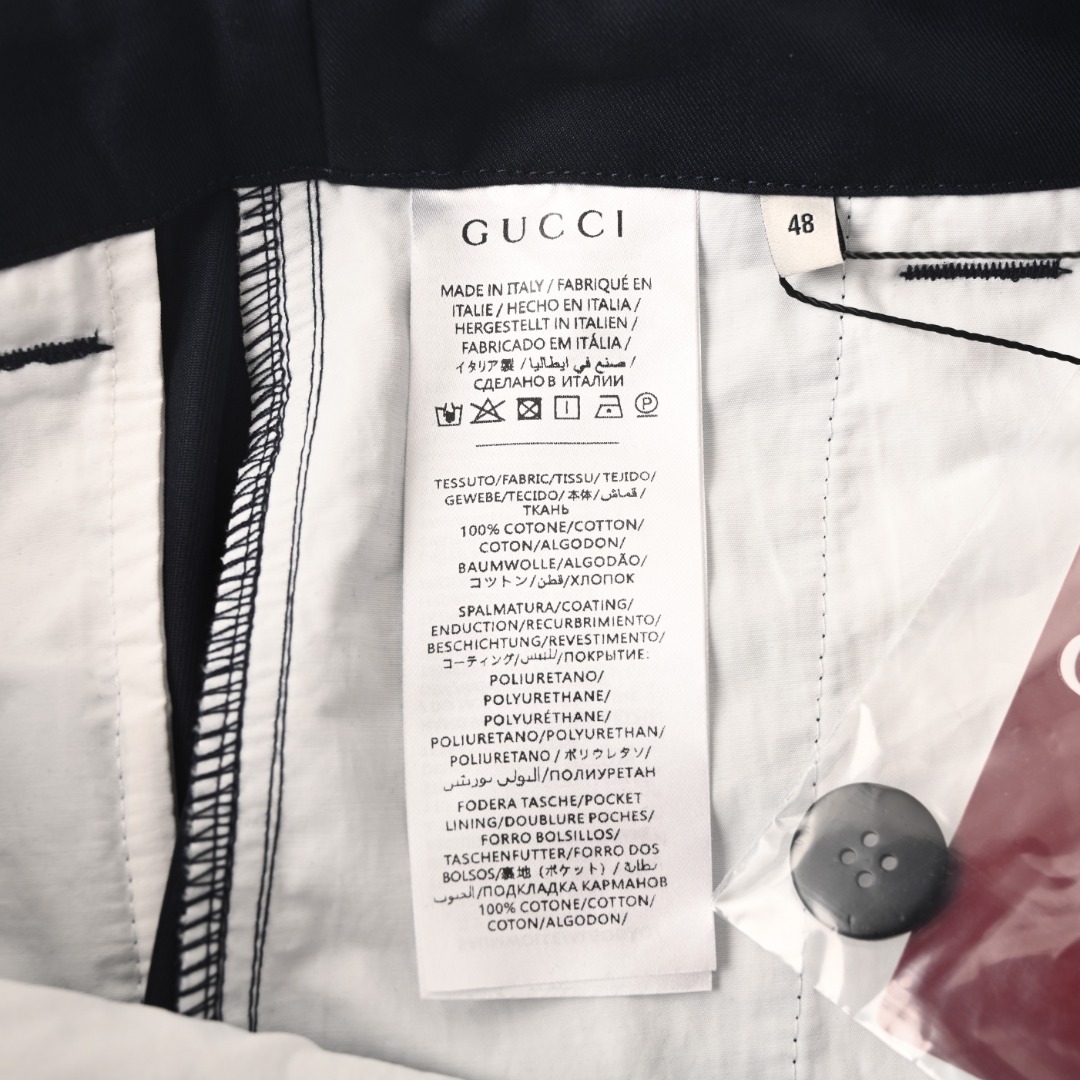 GUCCI
48
MADE IN ITALY / FABRIQUÉ EN
ITALIE / HECHO EN ITALIA /
HERGESTELLT IN ITALIEN /
FABRICADO EM ITÁLIA /
イタリア製 / صنع في ايطاليا /
СДЕЛАНО В ИТАЛИИ
P
TESSUTO/FABRIC/TISSU/ TEJIDO/
GEWEBE/TECIDO/ 本体/قماش /
ТКАНЬ
100% COTONE/COTTON/
COTON/ALGODON/
BAUMWOLLE/ALGODÃO/
コットン/قطن/ХЛОПОК
SPALMATURA/COATING/
ENDUCTION/RECURBRIMIENTO/
BESCHICHTUNG/REVESTIMENTO/
コーティング/تلبيس/ПОКРЫТИЕ:
POLIURETANO/
POLYURETHANE/
POLYURÉTHANE/
POLIURETANO/POLYURETHAN/
POLIURETANO / ポリウレタン/
البولي يوريثين/ПОЛИУРЕТАН
FODERA TASCHE/POCKET
LINING/DOUBLURE POCHES/
FORRO BOLSILLOS/
TASCHENFUTTER/FORRO DOS
BOLSOS/裏地 (ポケット) / بطانة
الجيوب/ПОДКЛАДКА КАРМАНОВ
100% COTONE/COTTON/
COTON/ALGODON/